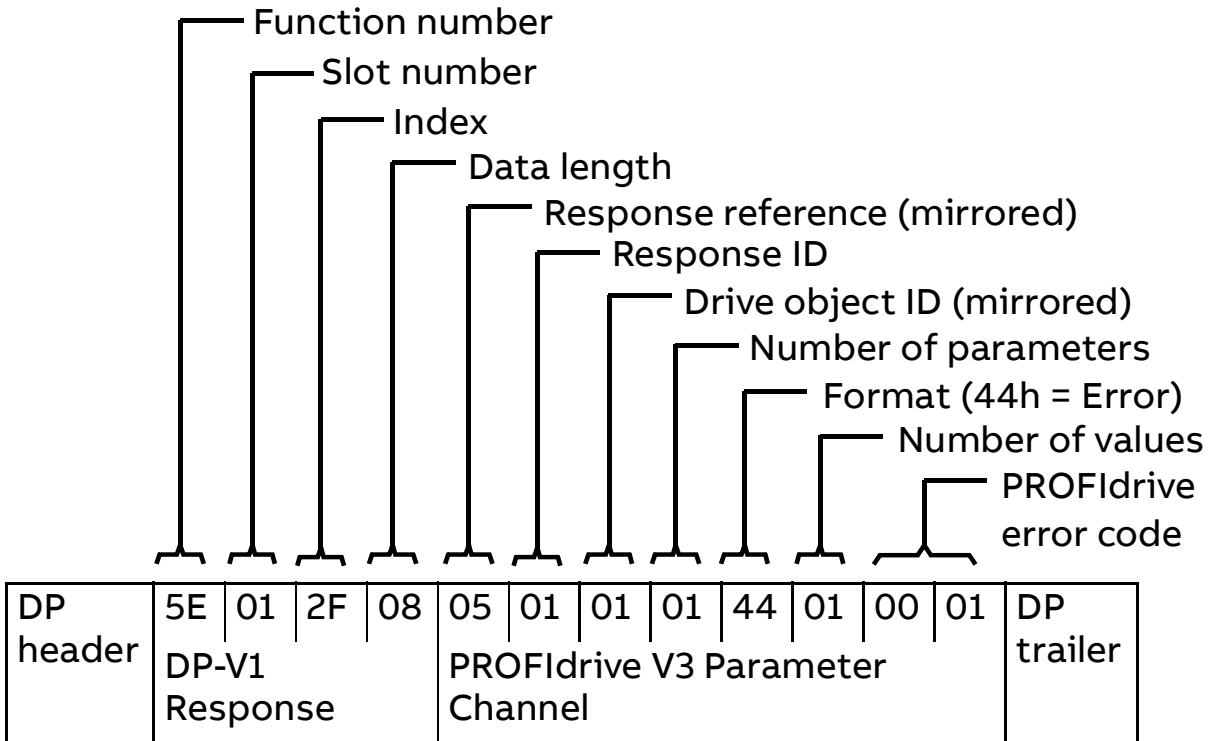 Function number
Slot number
Index
Data length
Response reference (mirrored)
Response ID
Drive object ID (mirrored)
Number of parameters
Format (44h = Error)
Number of values
PROFIdrive
error code
DP
header
5E 01 2F 08 05 01 01 01 44 01 00 01
DP-V1
Response
PROFIdrive V3 Parameter
Channel
DP
trailer